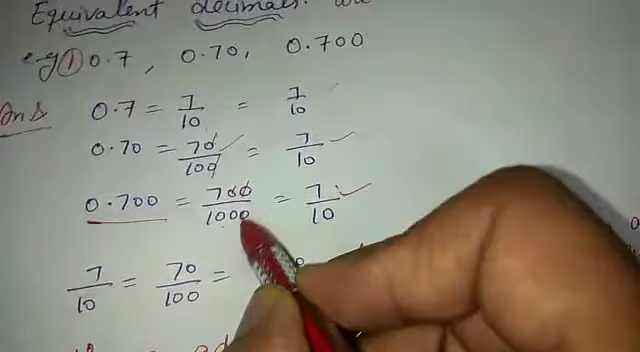 Equivalent decimals.
e.g ① 0.7, 0.70, 0.700
Ans 0.7 = 7/10 = 7/10
0.70 = 70/100 = 7/10
0.700 = 700/1000 = 7/10
7/10 = 70/100 =